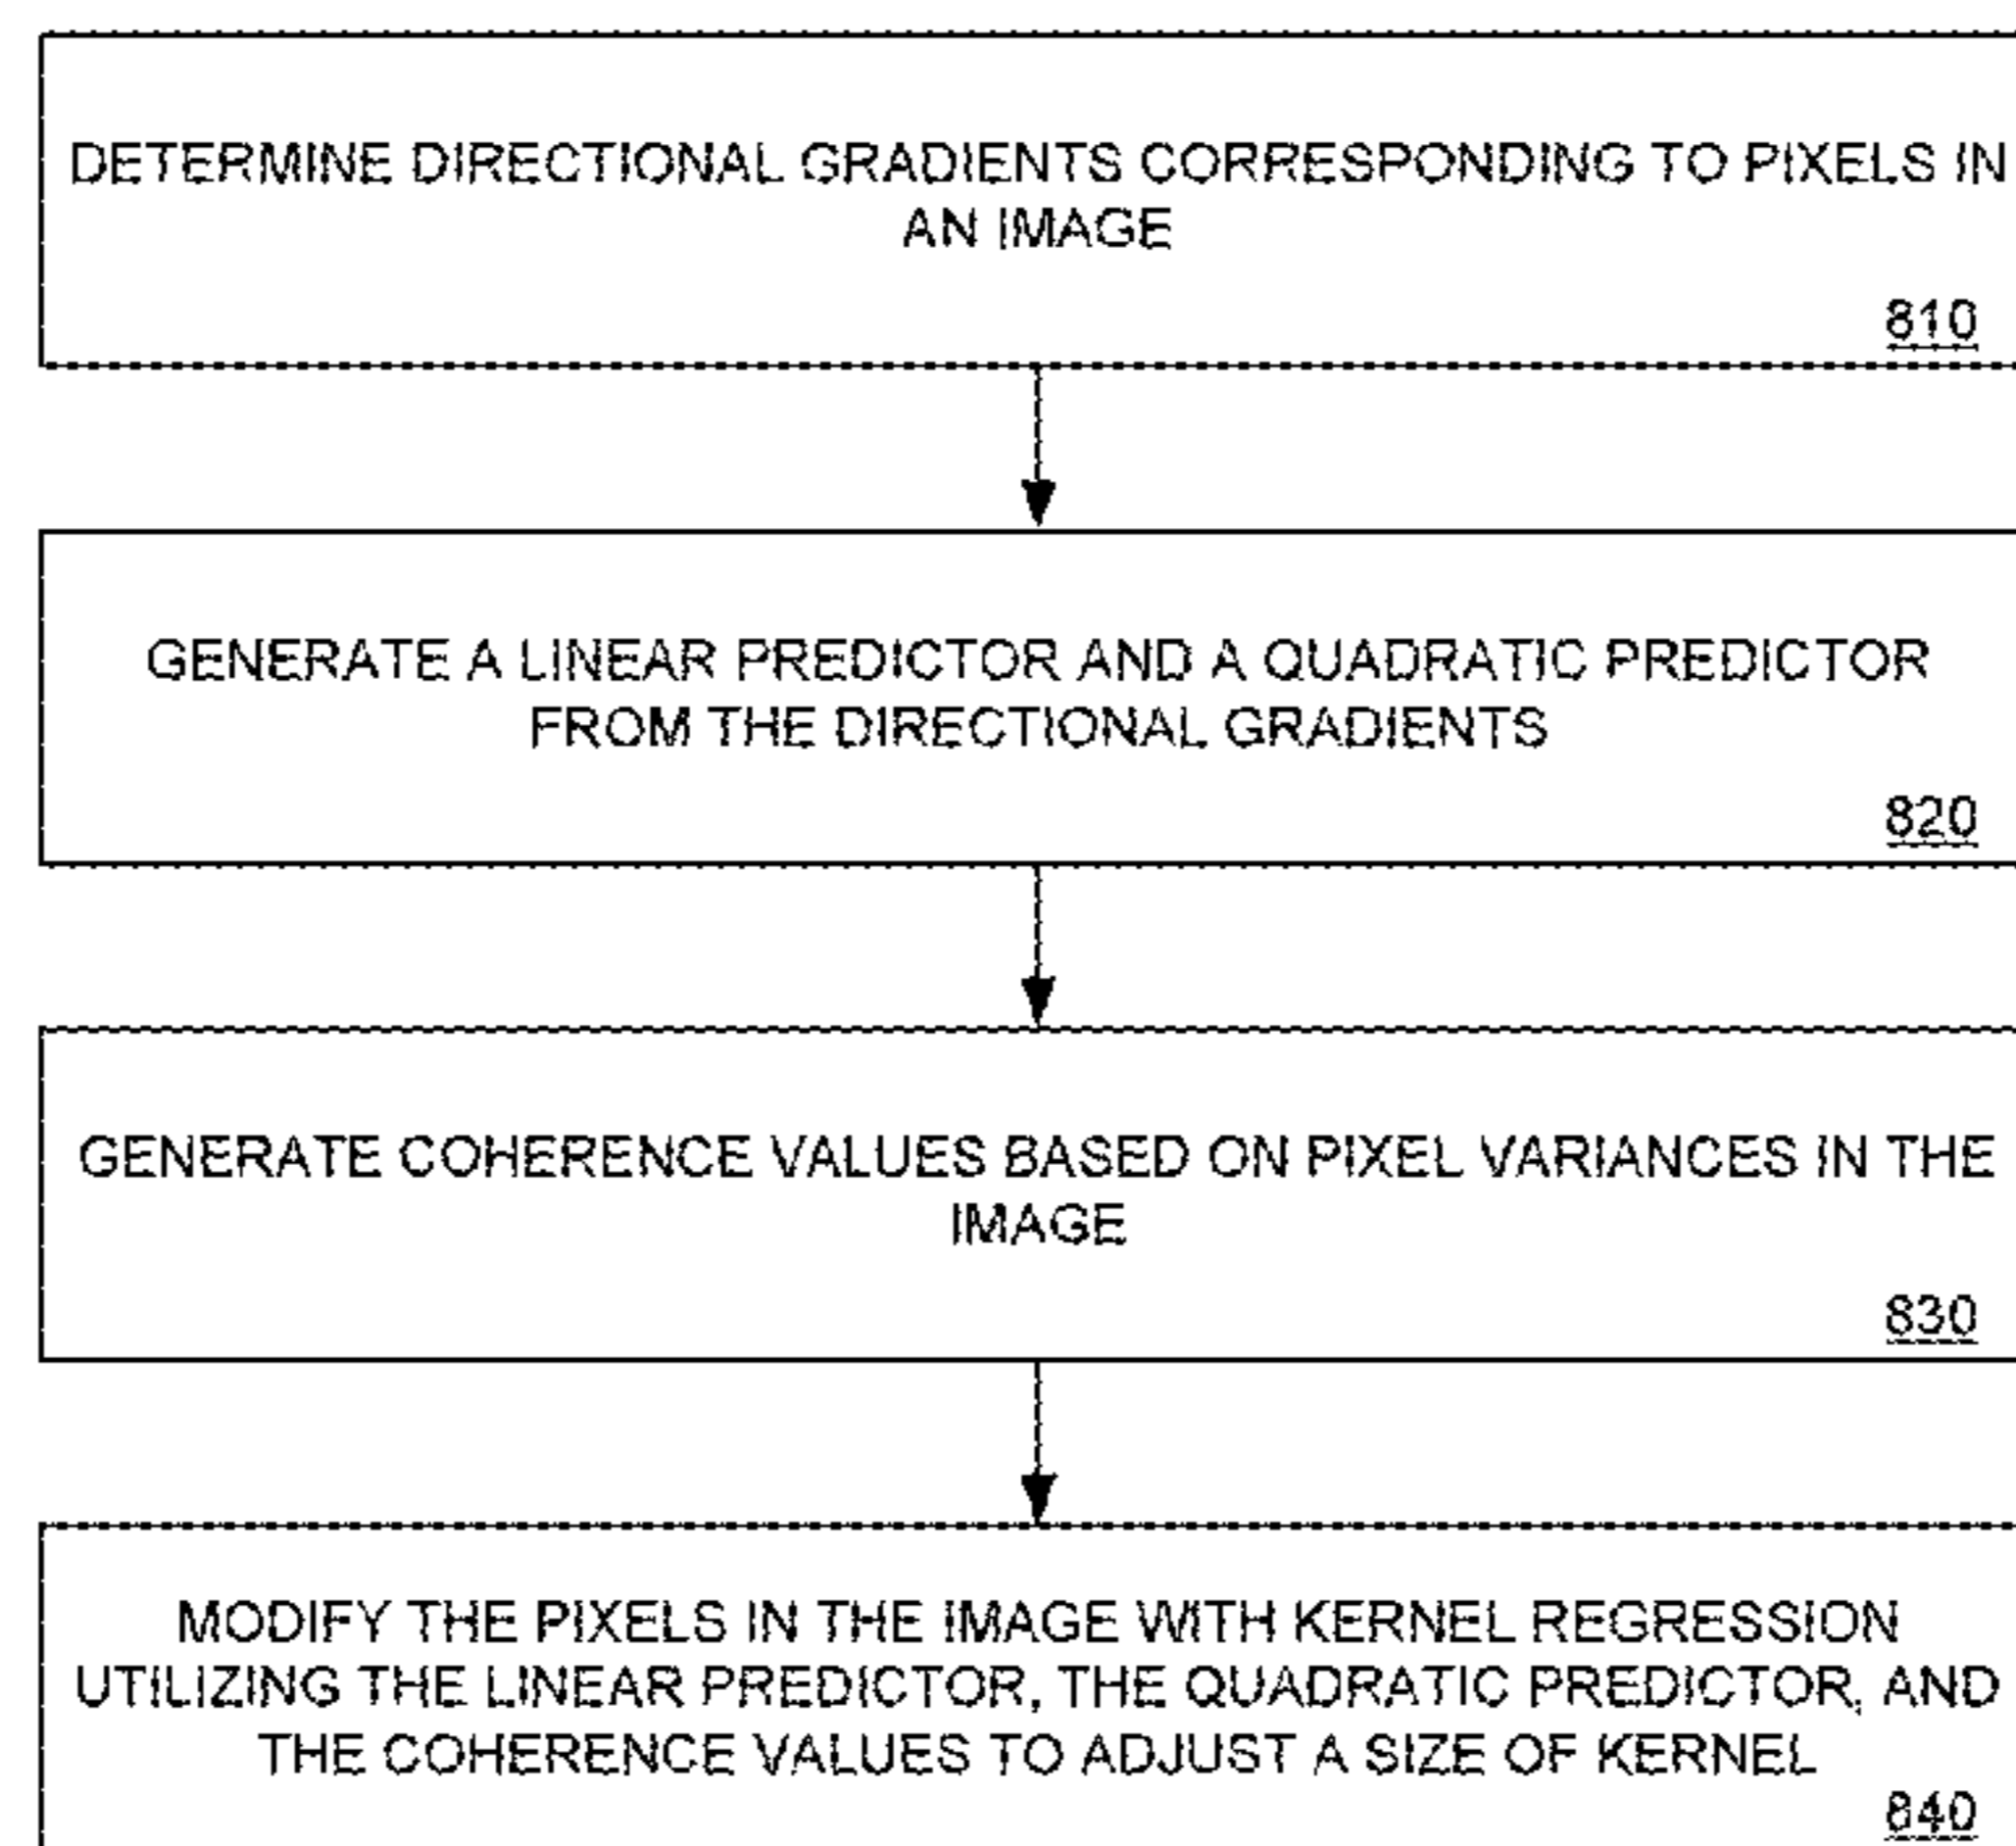 DETERMINE DIRECTIONAL GRADIENTS CORRESPONDING TO PIXELS IN
AN IMAGE
810
GENERATE A LINEAR PREDICTOR AND A QUADRATIC PREDICTOR
FROM THE DIRECTIONAL GRADIENTS
820
GENERATE COHERENCE VALUES BASED ON PIXEL VARIANCES IN THE
IMAGE
830
MODIFY THE PIXELS IN THE IMAGE WITH KERNEL REGRESSION
UTILIZING THE LINEAR PREDICTOR, THE QUADRATIC PREDICTOR, AND
THE COHERENCE VALUES TO ADJUST A SIZE OF KERNEL
840